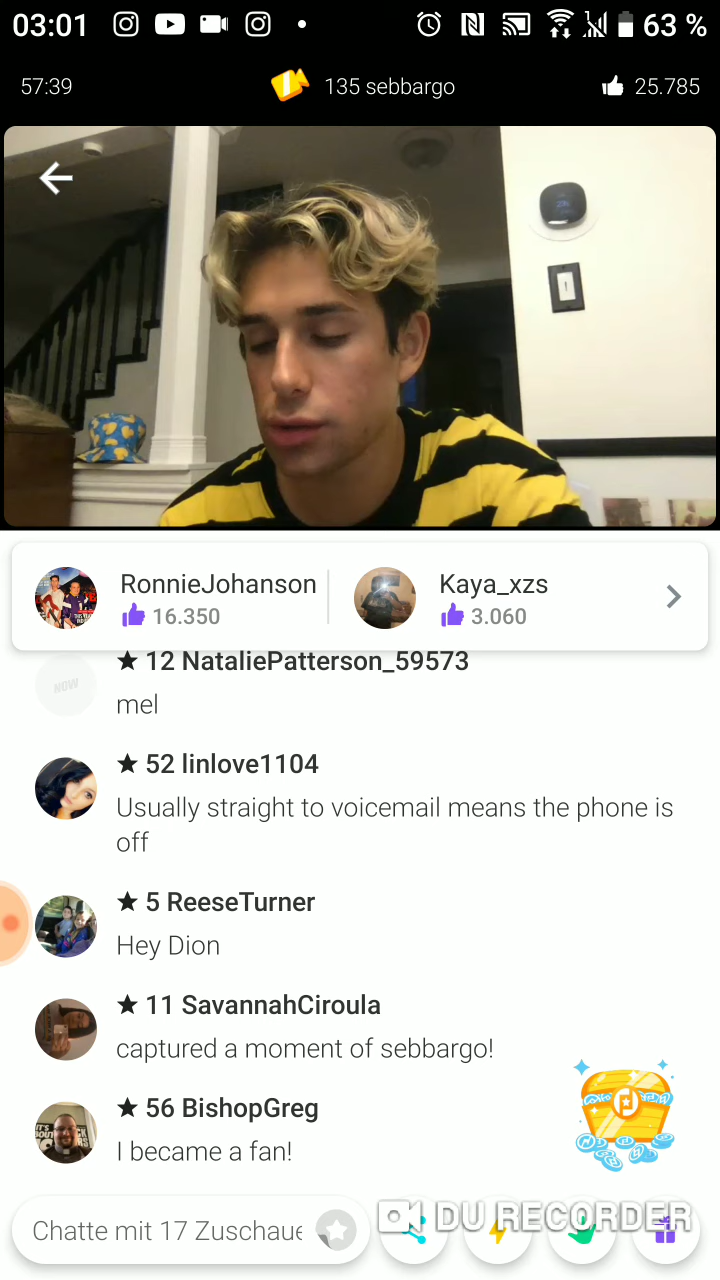 03:01
63 %
57:39
135 sebbargo
25.785
RonnieJohanson
16.350
Kaya_xzs
3.060
★ 12 NataliePatterson_59573
NOW
mel
★ 52 linlove1104
Usually straight to voicemail means the phone is
off
★ 5 ReeseTurner
Hey Dion
★ 11 SavannahCiroula
captured a moment of sebbargo!
★ 56 BishopGreg
I became a fan!
Chatte mit 17 Zuschaue
DU RECORDER